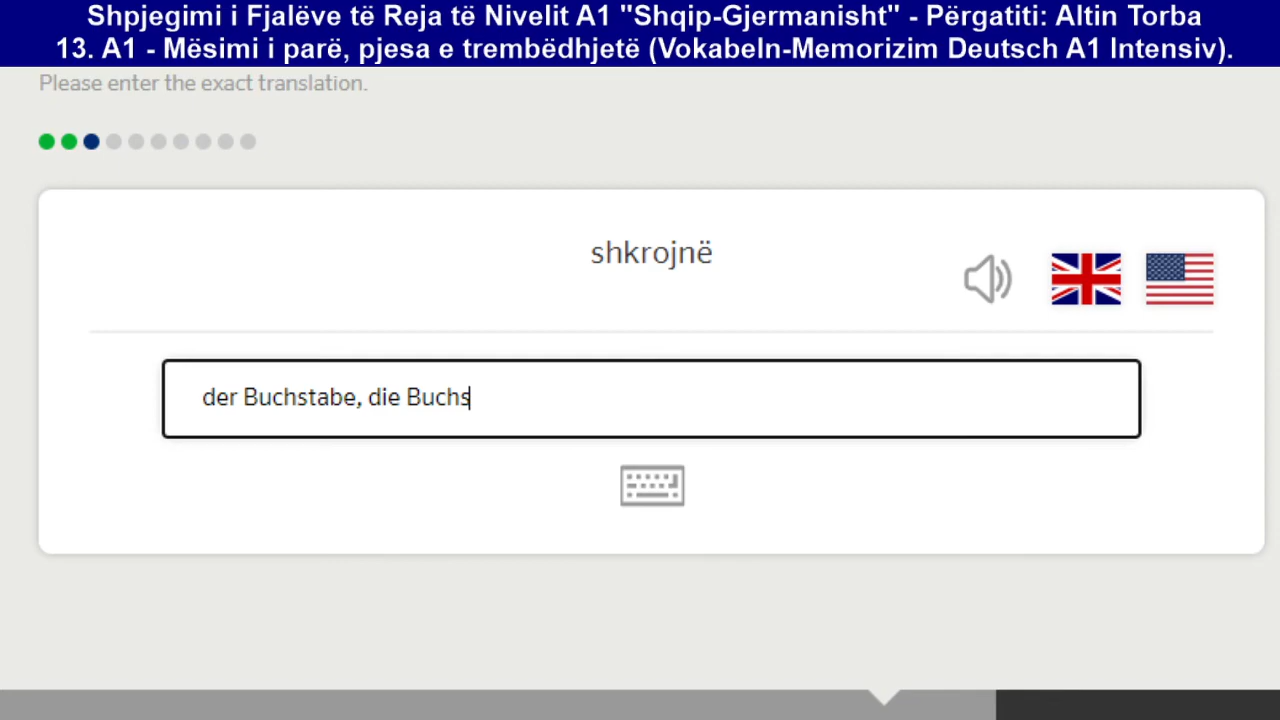 Shpjegimi i Fjalëve të Reja të Nivelit A1 "Shqip-Gjermanisht" - Përgatiti: Altin Torba
13. A1 - Mësimi i parë, pjesa e trembëdhjetë (Vokabeln-Memorizim Deutsch A1 Intensiv).
Please enter the exact translation.
shkrojnë
der Buchstabe, die Buchs